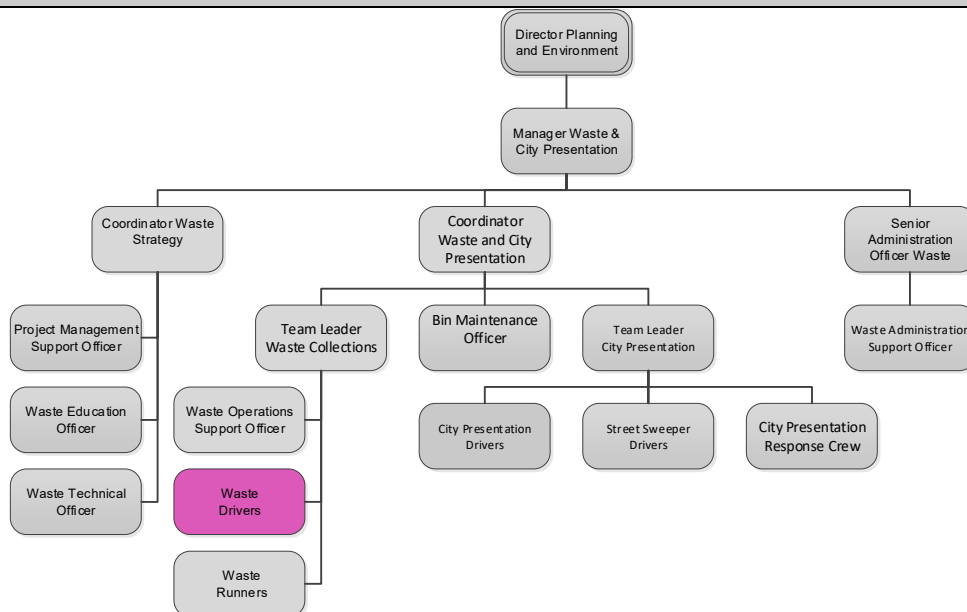 Director Planning
and Environment
Manager Waste &
City Presentation
Coordinator Waste
Strategy
Coordinator
Waste and City
Presentation
Senior
Administration
Officer Waste
Project Management
Support Officer
Team Leader
Waste Collections
Bin Maintenance
Officer
Team Leader
City Presentation
Waste Administration
Support Officer
Waste Education
Officer
Waste Operations
Support Officer
City Presentation
Drivers
Street Sweeper
Drivers
City Presentation
Response Crew
Waste Technical
Officer
Waste
Drivers
Waste
Runners